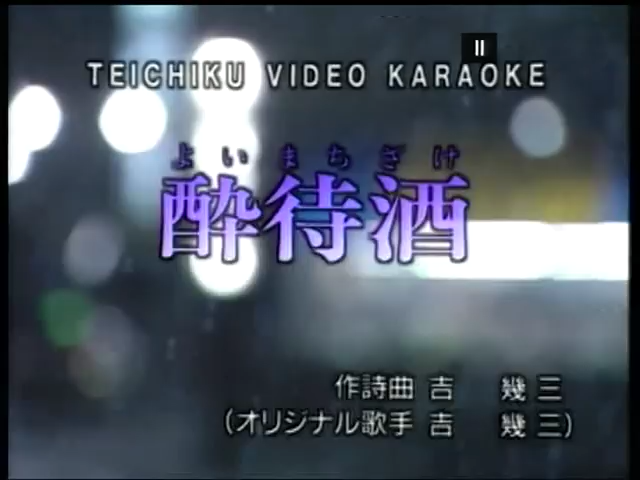 TEICHIKU VIDEO KARAOKE
よいまちざけ
酔待酒
作詩曲 吉 幾三
(オリジナル歌手 吉 幾三)